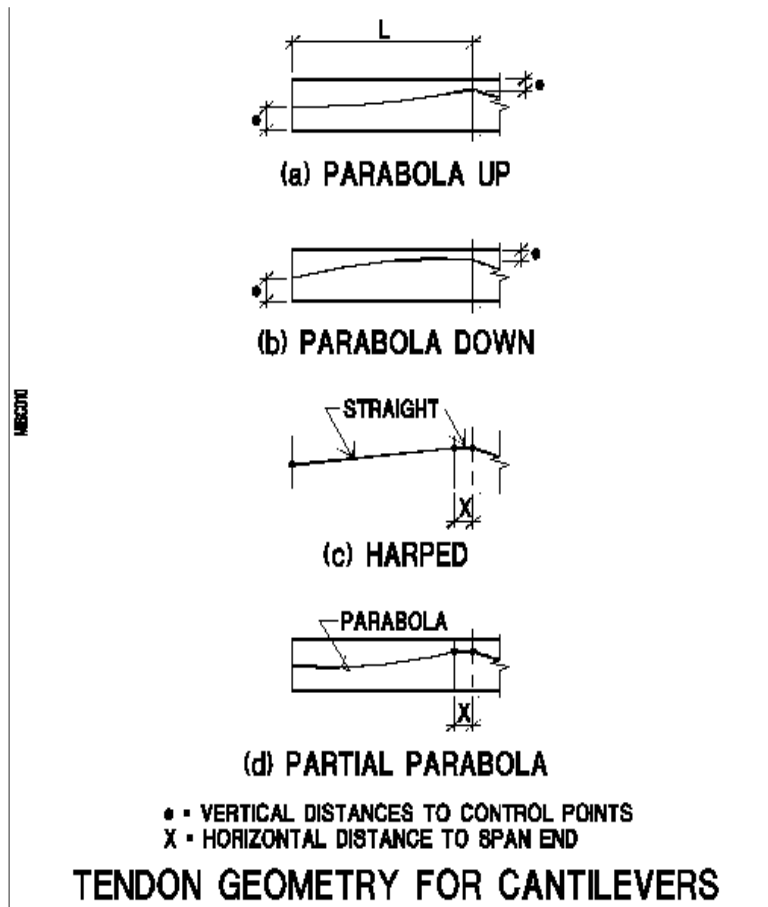 L
●
●
(a) PARABOLA UP
●
●
(b) PARABOLA DOWN
STRAIGHT
X
(c) HARPED
PARABOLA
X
(d) PARTIAL PARABOLA
● = VERTICAL DISTANCES TO CONTROL POINTS
X = HORIZONTAL DISTANCE TO SPAN END
TENDON GEOMETRY FOR CANTILEVERS